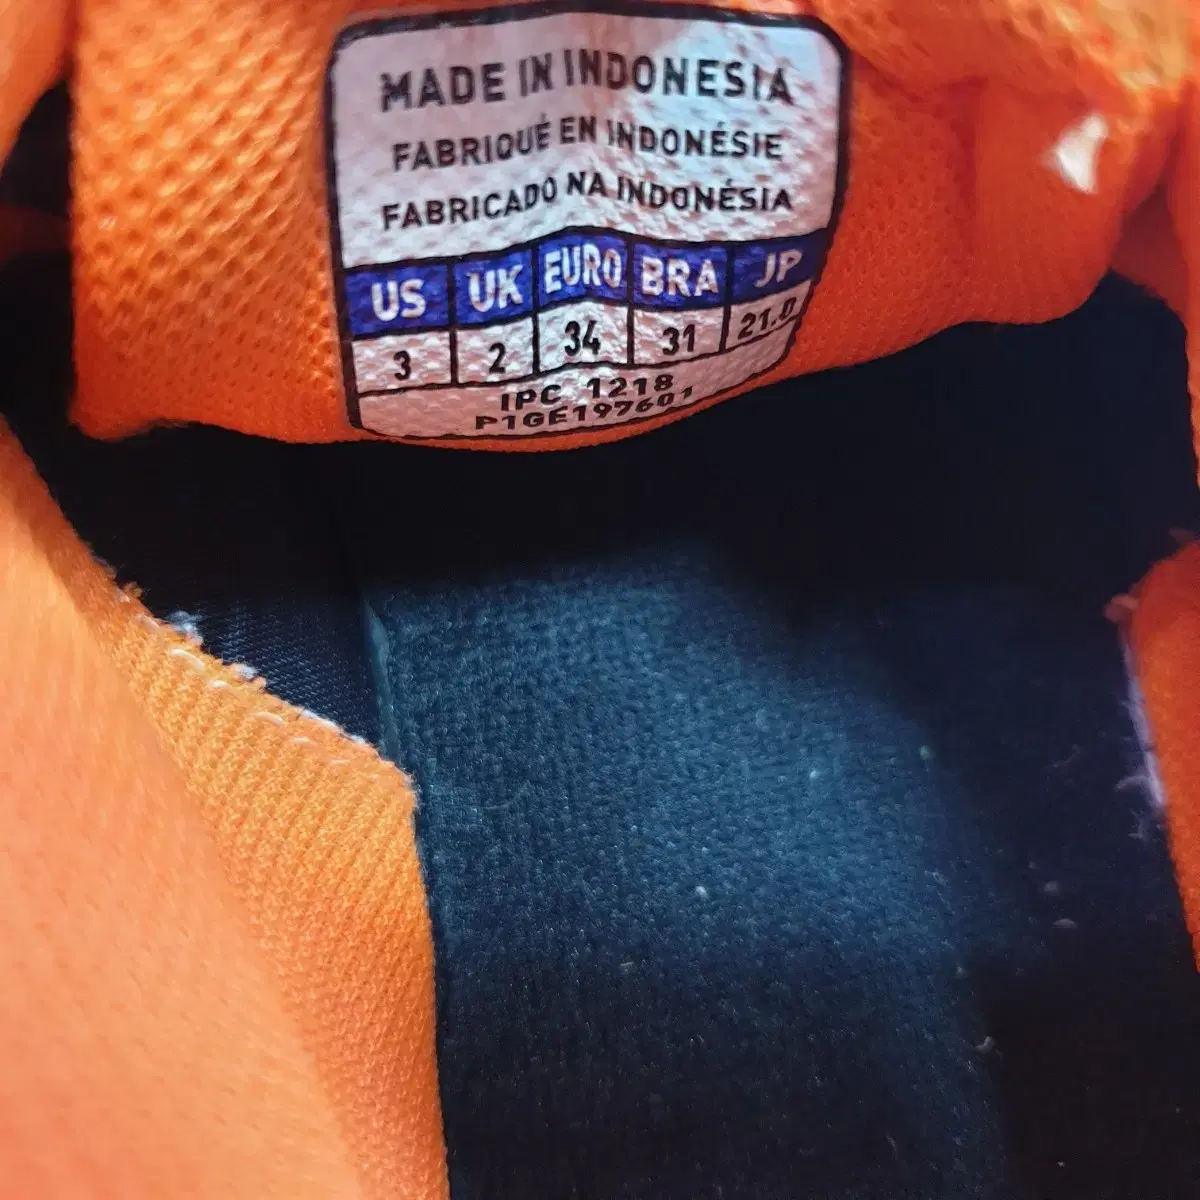 MADE IN INDONESIA
FABRIQUÉ EN INDONÉSIE
FABRICADO NA INDONÉSIA
US UK EURO BRA JP
3 2 34 31 21.0
IPC 1218
P1GE197601